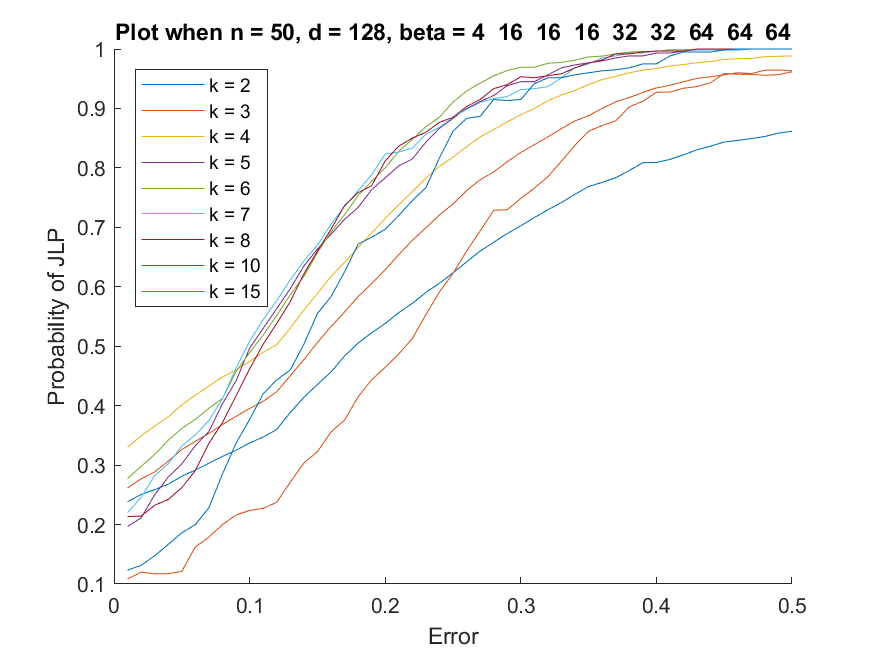 Plot when n = 50, d = 128, beta = 4 16 16 16 32 32 64 64 64
1
0.9
0.8
0.7
0.6
0.5
0.4
0.3
0.2
0.1
Probability of JLP
k = 2
k = 3
k = 4
k = 5
k = 6
k = 7
k = 8
k = 10
k = 15
0 0.1 0.2 0.3 0.4 0.5
Error